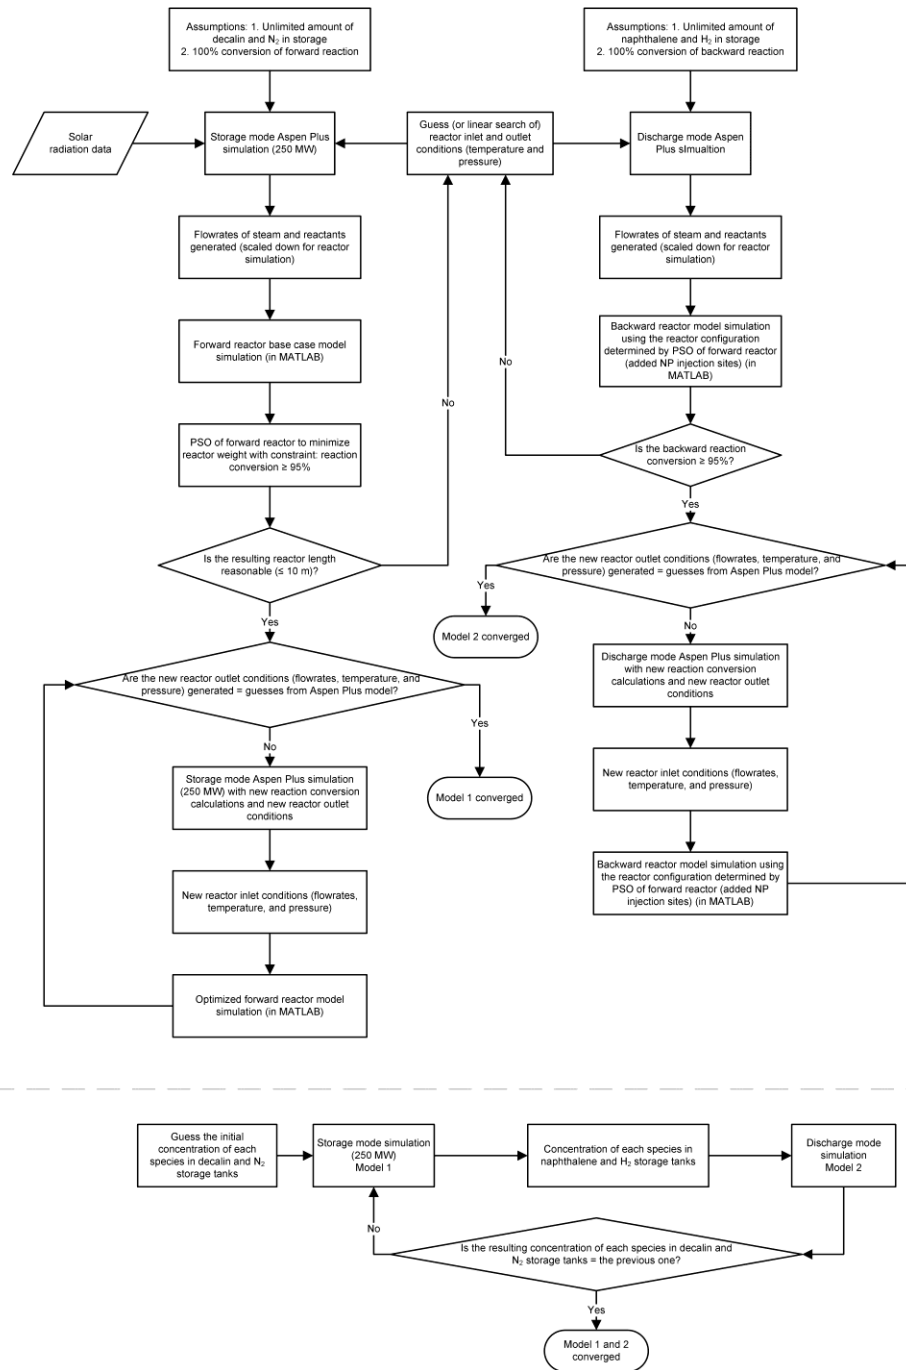 Assumptions: 1. Unlimited amount of
decalin and N2 in storage
2. 100% conversion of forward reaction
Assumptions: 1. Unlimited amount of
naphthalene and H2 in storage
2. 100% conversion of backward reaction
Solar
radiation data
Storage mode Aspen Plus
simulation (250 MW)
Guess (or linear search of)
reactor inlet and outlet
conditions (temperature and
pressure)
Discharge mode Aspen
Plus sImualtion
Flowrates of steam and reactants
generated (scaled down for reactor
simulation)
Flowrates of steam and reactants
generated (scaled down for reactor
simulation)
Forward reactor base case model
simulation (in MATLAB)
Backward reactor model simulation
using the reactor configuration
determined by PSO of forward reactor
(added NP injection sites) (in
MATLAB)
No
No
PSO of forward reactor to minimize
reactor weight with constraint: reaction
conversion ≥ 95%
Is the backward reaction
conversion ≥ 95%?
Yes
Is the resulting reactor length
reasonable (≤ 10 m)?
Are the new reactor outlet conditions (flowrates, temperature, and
pressure) generated = guesses from Aspen Plus model?
Yes
Yes
No
Model 2 converged
Are the new reactor outlet conditions (flowrates, temperature, and
pressure) generated = guesses from Aspen Plus model?
Discharge mode Aspen Plus simulation
with new reaction conversion
calculations and new reactor outlet
conditions
Yes
No
Storage mode Aspen Plus simulation
(250 MW) with new reaction conversion
calculations and new reactor outlet
conditions
Model 1 converged
New reactor inlet conditions (flowrates,
temperature, and pressure)
New reactor inlet conditions (flowrates,
temperature, and pressure)
Backward reactor model simulation using
the reactor configuration determined by
PSO of forward reactor (added NP
injection sites) (in MATLAB)
Optimized forward reactor model
simulation (in MATLAB)
Guess the initial
concentration of each
species in decalin and N2
storage tanks
Storage mode simulation
(250 MW)
Model 1
Concentration of each species in
naphthalene and H2 storage tanks
Discharge mode
simulation
Model 2
No
Is the resulting concentration of each species in decalin and
N2 storage tanks = the previous one?
Yes
Model 1 and 2
converged